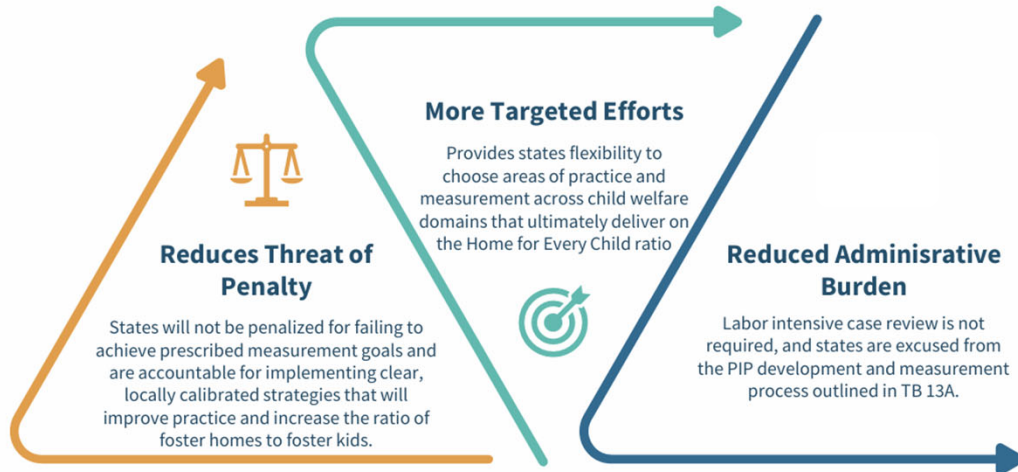 Reduces Threat of
Penalty
States will not be penalized for failing to
achieve prescribed measurement goals and
are accountable for implementing clear,
locally calibrated strategies that will
improve practice and increase the ratio of
foster homes to foster kids.
More Targeted Efforts
Provides states flexibility to
choose areas of practice and
measurement across child welfare
domains that ultimately deliver on
the Home for Every Child ratio
Reduced Adminisrative
Burden
Labor intensive case review is not
required, and states are excused from
the PIP development and measurement
process outlined in TB 13A.